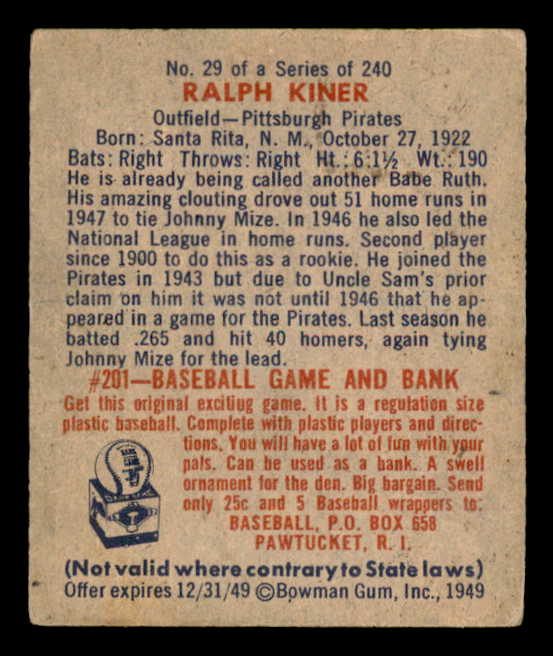 No. 29 of a Series of 240
RALPH KINER
Outfield—Pittsburgh Pirates
Born: Santa Rita, N. M., October 27, 1922
Bats: Right Throws: Right Ht.: 6:1½ Wt.: 190
He is already being called another Babe Ruth.
His amazing clouting drove out 51 home runs in
1947 to tie Johnny Mize. In 1946 he also led the
National League in home runs. Second player
since 1900 to do this as a rookie. He joined the
Pirates in 1943 but due to Uncle Sam's prior
claim on him it was not until 1946 that he ap-
peared in a game for the Pirates. Last season he
batted .265 and hit 40 homers, again tying
Johnny Mize for the lead.
#201—BASEBALL GAME AND BANK
Get this original exciting game. It is a regulation size
plastic baseball. Complete with plastic players and direc-
tions. You will have a lot of fun with your
pals. Can be used as a bank. A swell
ornament for the den. Big bargain. Send
only 25c and 5 Baseball wrappers to:
BASEBALL, P.O. BOX 658
PAWTUCKET, R. I.
(Not valid where contrary to State laws)
Offer expires 12/31/49 ©Bowman Gum, Inc., 1949